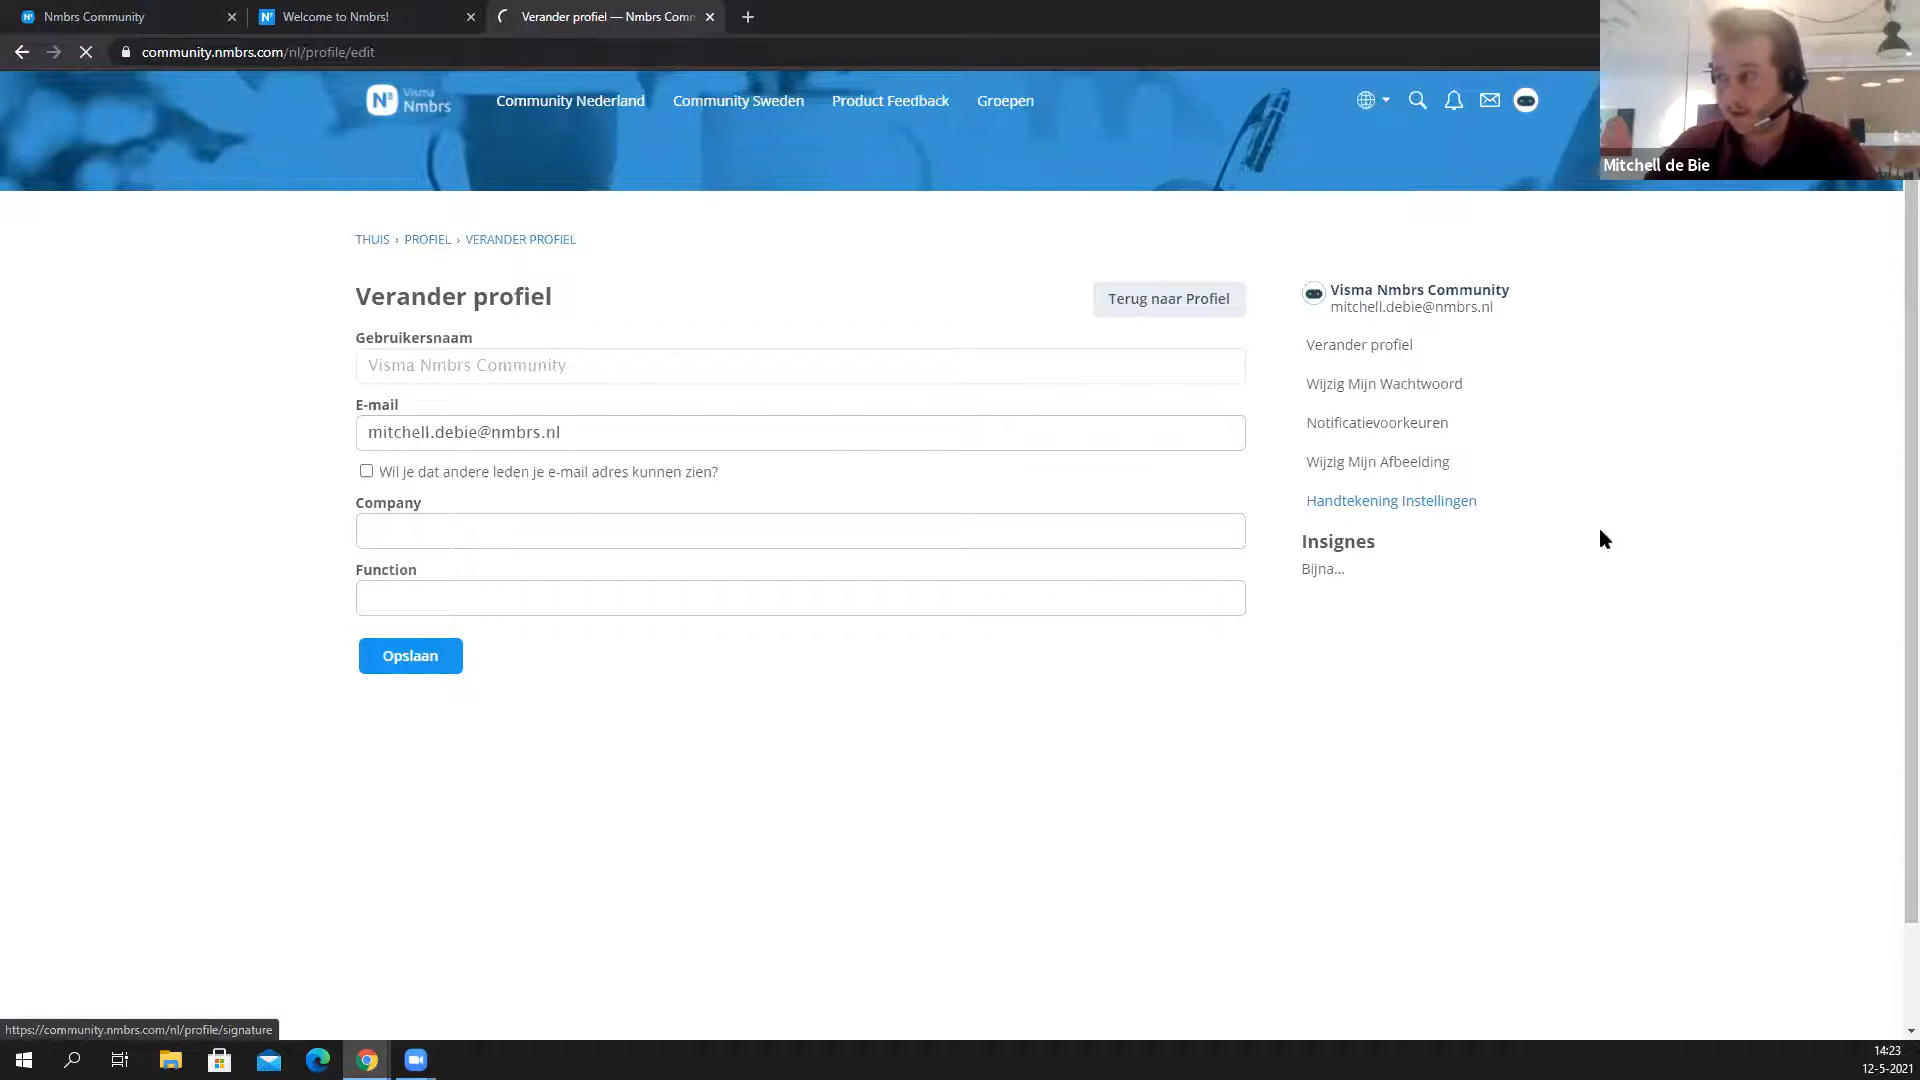 Nmbrs Community
Welcome to Nmbrs!
Verander profiel — Nmbrs Com
community.nmbrs.com/nl/profile/edit
Visma
Nmbrs
Community Nederland
Community Sweden
Product Feedback
Groepen
Mitchell de Bie
THUIS › PROFIEL › VERANDER PROFIEL
Verander profiel
Terug naar Profiel
Gebruikersnaam
Visma Nmbrs Community
E-mail
mitchell.debie@nmbrs.nl
Wil je dat andere leden je e-mail adres kunnen zien?
Company
Function
Opslaan
Visma Nmbrs Community
mitchell.debie@nmbrs.nl
Verander profiel
Wijzig Mijn Wachtwoord
Notificatievoorkeuren
Wijzig Mijn Afbeelding
Handtekening Instellingen
Insignes
Bijna...
https://community.nmbrs.com/nl/profile/signature
14:23
12-5-2021